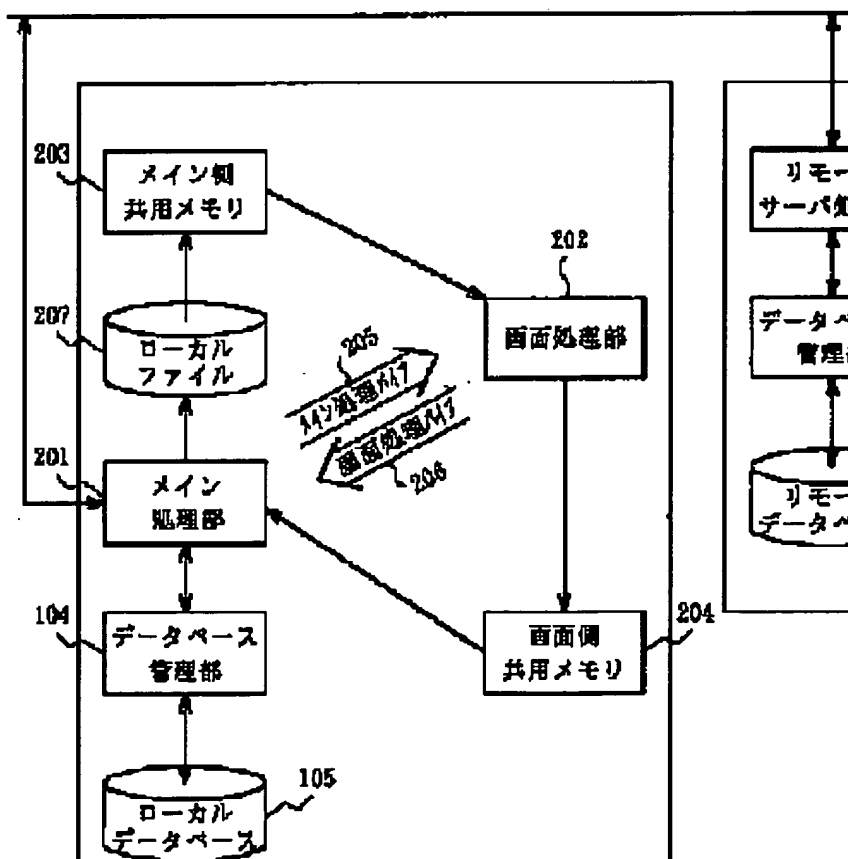 203
メイン側
共用メモリ
207
ローカル
ファイル
201
メイン
処理部
104
データベース
管理部
105
ローカル
データベース
205
メイン処理パイプ
画面処理パイプ
206
202
画面処理部
204
画面側
共用メモリ
リモー
サーバ
データベ
管理
リモー
データベ